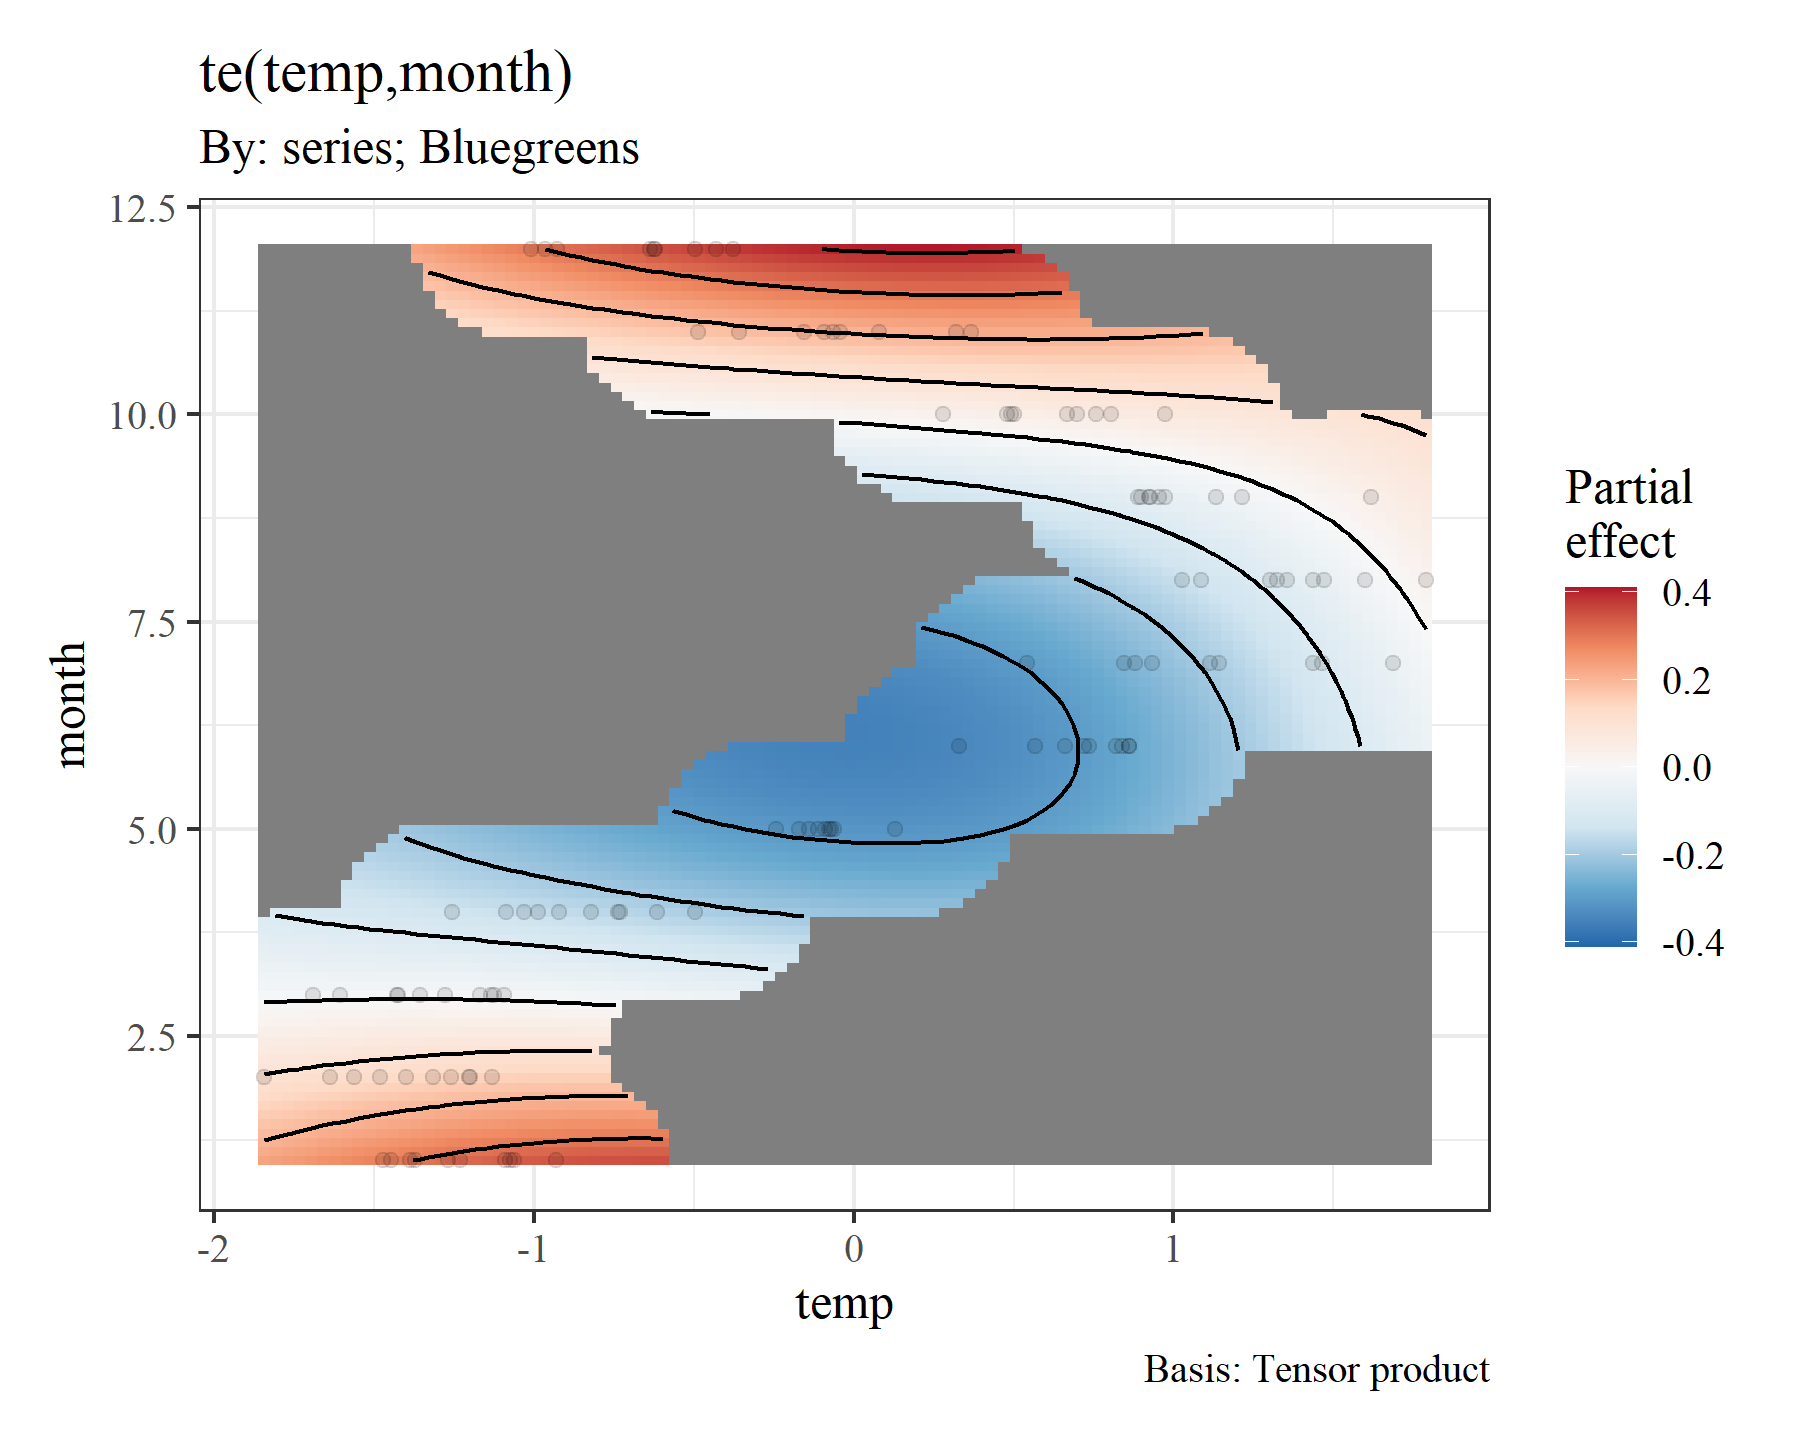 te(temp,month)
By: series; Bluegreens
12.5
10.0
7.5
5.0
2.5
month
-2
-1
0
1
temp
Partial
effect
0.4
0.2
0.0
-0.2
-0.4
Basis: Tensor product